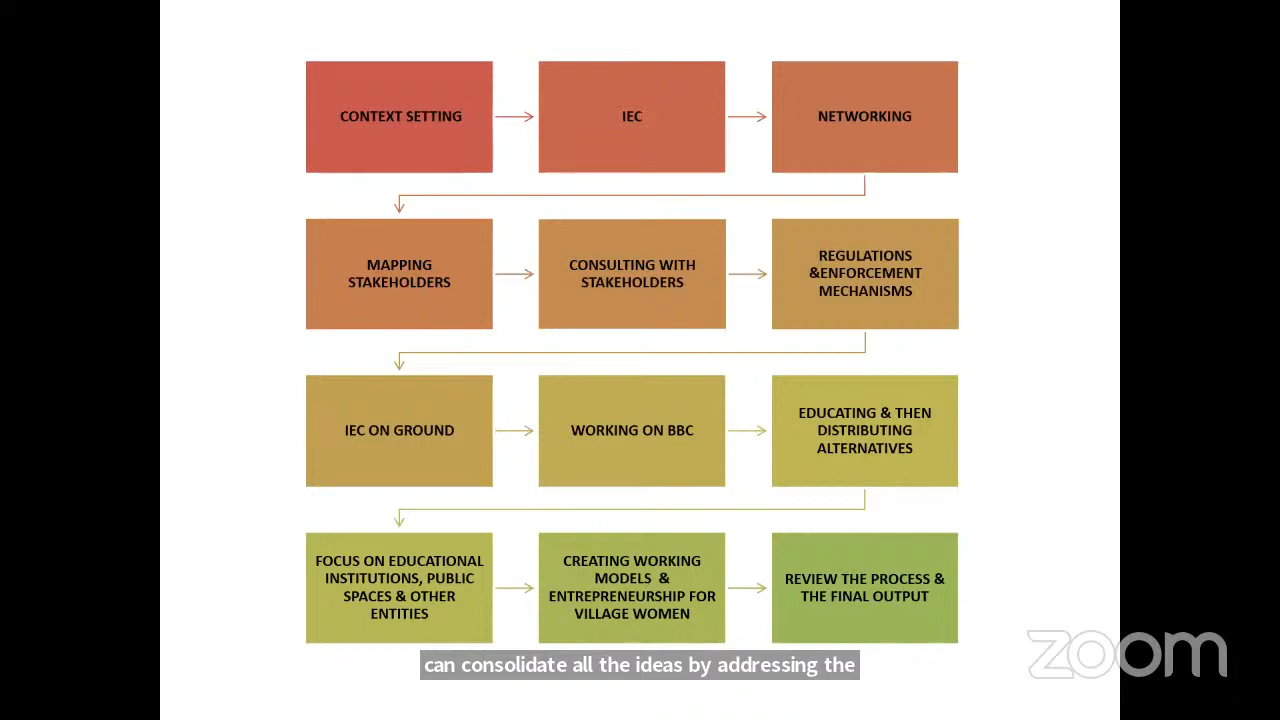 CONTEXT SETTING
IEC
NETWORKING
MAPPING
STAKEHOLDERS
CONSULTING WITH
STAKEHOLDERS
REGULATIONS
&ENFORCEMENT
MECHANISMS
IEC ON GROUND
WORKING ON BBC
EDUCATING & THEN
DISTRIBUTING
ALTERNATIVES
FOCUS ON EDUCATIONAL
INSTITUTIONS, PUBLIC
SPACES & OTHER
ENTITIES
CREATING WORKING
MODELS & 
ENTREPRENEURSHIP FOR
VILLAGE WOMEN
REVIEW THE PROCESS &
THE FINAL OUTPUT
can consolidate all the ideas by addressing the
zoom